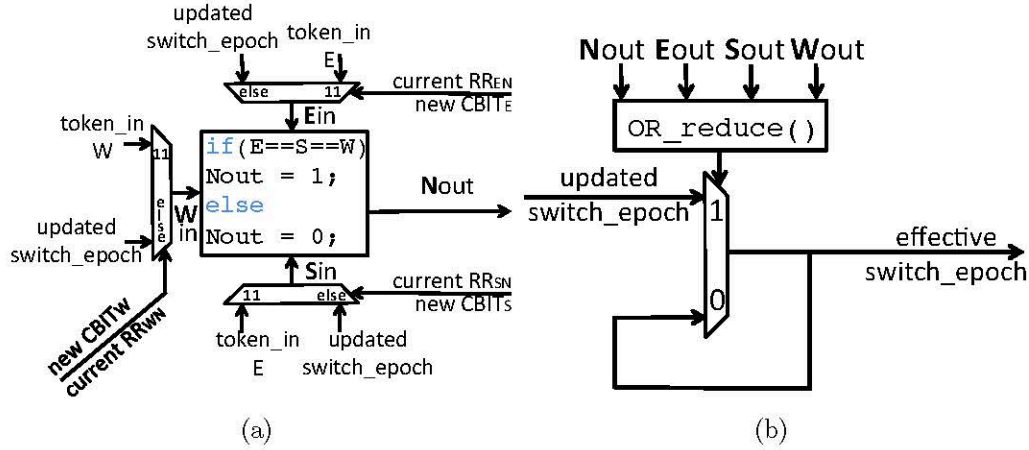 updated
switch_epoch
token_in
E
else 11
current RREN
new CBITE
Ein
token_in
W
11
else
updated
switch_epoch
W
in
if(E==S==W)
Nout = 1;
else
Nout = 0;
Nout
Sin
11 else
current RRSN
new CBITS
token_in
E
updated
switch_epoch
new CBITW
current RRWN
(a)
Nout Eout Sout Wout
OR_reduce()
updated
switch_epoch
1
0
effective
switch_epoch
(b)